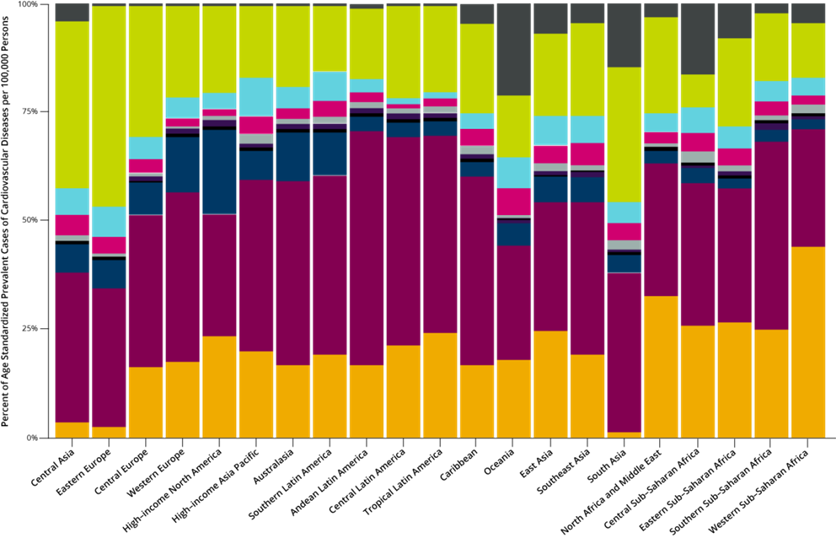 Percent of Age Standardized Prevalent Cases of Cardiovascular Diseases per 100,000 Persons
100%
75%
50%
25%
0%
Central Asia
Eastern Europe
Central Europe
Western Europe
High−income North America
High−income Asia Pacific
Australasia
Southern Latin America
Andean Latin America
Central Latin America
Tropical Latin America
Caribbean
Oceania
East Asia
Southeast Asia
South Asia
North Africa and Middle East
Central Sub−Saharan Africa
Eastern Sub−Saharan Africa
Southern Sub−Saharan Africa
Western Sub−Saharan Africa